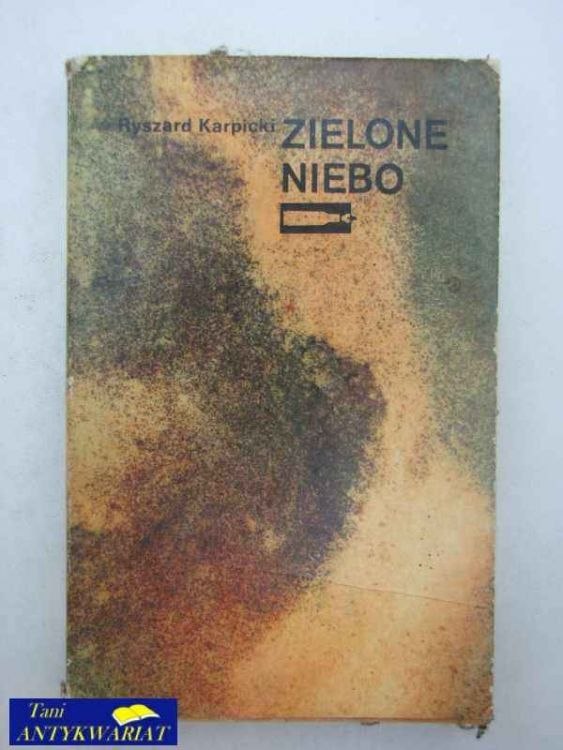 Ryszard Karpicki ZIELONE
NIEBO
Tani
ANTYKWARIAT